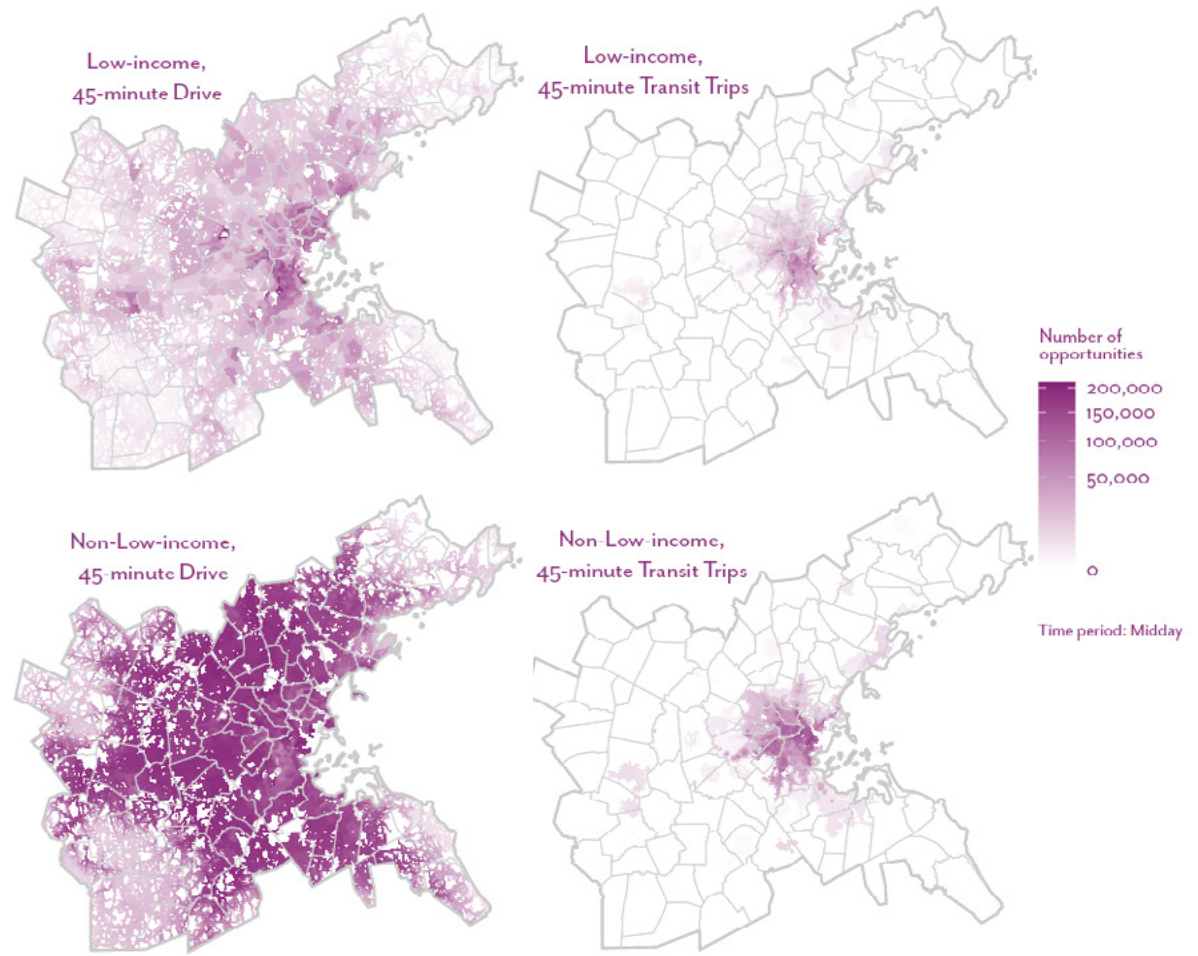 Low-income,
45-minute Drive
Low-income,
45-minute Transit Trips
Number of
opportunities
200,000
150,000
100,000
50,000
0
Time period: Midday
Non-Low-income,
45-minute Drive
Non-Low-income,
45-minute Transit Trips